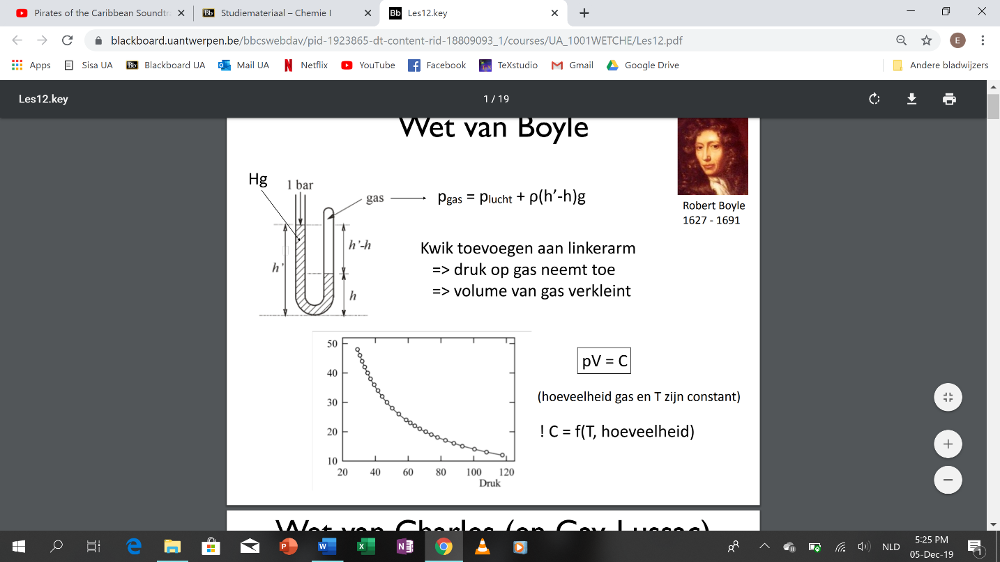 Pirates of the Caribbean Soundtr
Studiemateriaal – Chemie I
Les12.key
blackboard.uantwerpen.be/bbcswebdav/pid-1923865-dt-content-rid-18809093_1/courses/UA_1001WETCHE/Les12.pdf
E
Apps
Sisa UA
Blackboard UA
Mail UA
Netflix
YouTube
Facebook
TeXstudio
Gmail
Google Drive
Andere bladwijzers
Les12.key
1 / 19
Wet van Boyle
Hg
1 bar
gas
pgas = plucht + ρ(h’-h)g
Robert Boyle
1627 - 1691
h'-h
h'
h
Kwik toevoegen aan linkerarm
=> druk op gas neemt toe
=> volume van gas verkleint
50
40
30
20
10
20 40 60 80 100 120
Druk
pV = C
(hoeveelheid gas en T zijn constant)
! C = f(T, hoeveelheid)
Wet van Charles (en Gay-Lussac)
NLD
5:25 PM
05-Dec-19
1